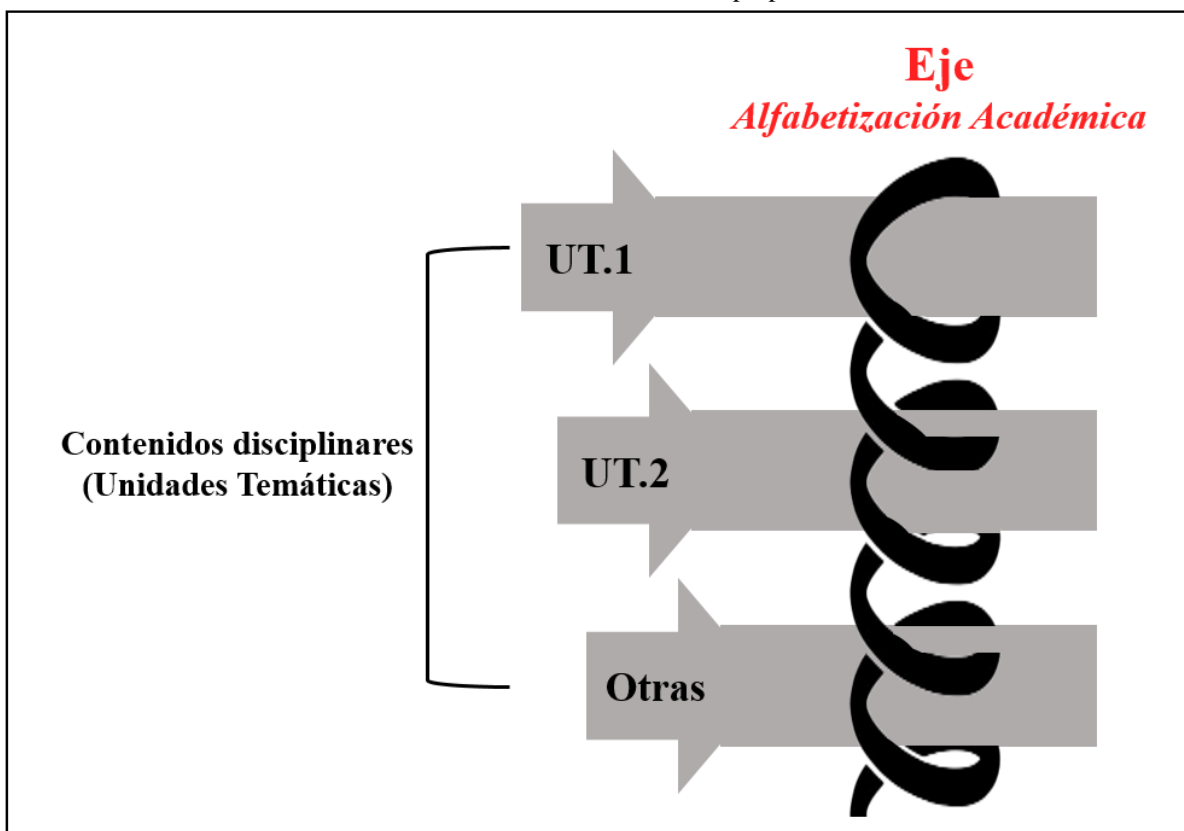 Eje
Alfabetización Académica
UT.1
Contenidos disciplinares
(Unidades Temáticas)
UT.2
Otras